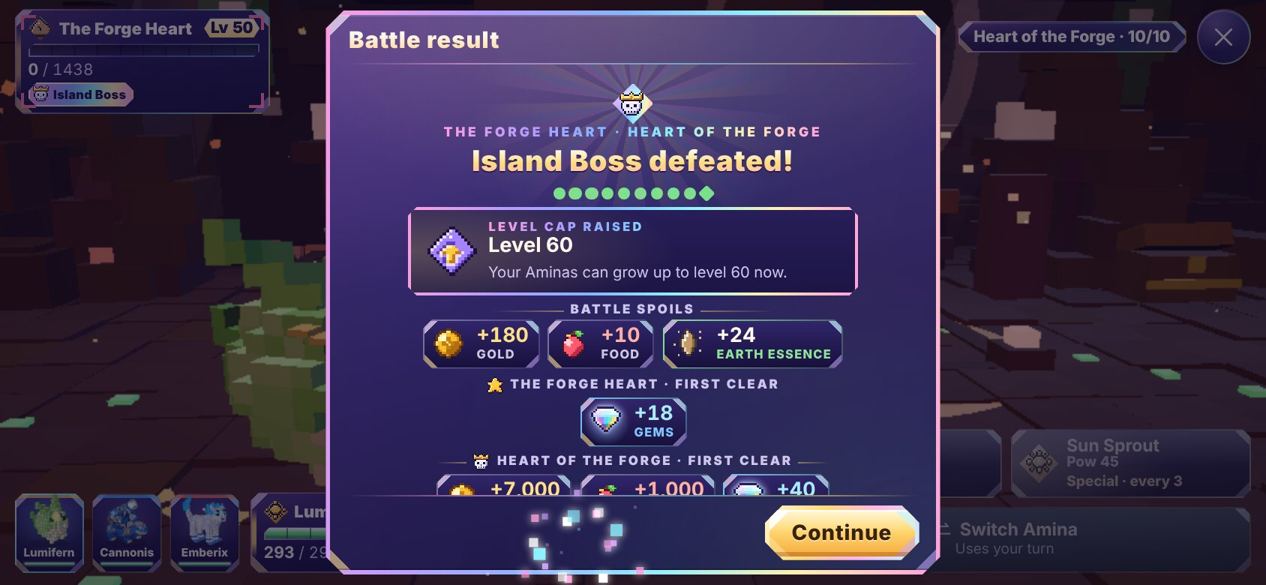 The Forge Heart Lv 50
0 / 1438
Island Boss
Battle result
Heart of the Forge · 10/10
THE FORGE HEART · HEART OF THE FORGE
Island Boss defeated!
LEVEL CAP RAISED
Level 60
Your Aminas can grow up to level 60 now.
BATTLE SPOILS
+180
GOLD
+10
FOOD
+24
EARTH ESSENCE
THE FORGE HEART · FIRST CLEAR
+18
GEMS
HEART OF THE FORGE · FIRST CLEAR
+7,000
+1,000
+40
Continue
Lumifern
Cannonis
Emberix
Lum
293 / 29
Sun Sprout
Pow 45
Special · every 3
Switch Amina
Uses your turn